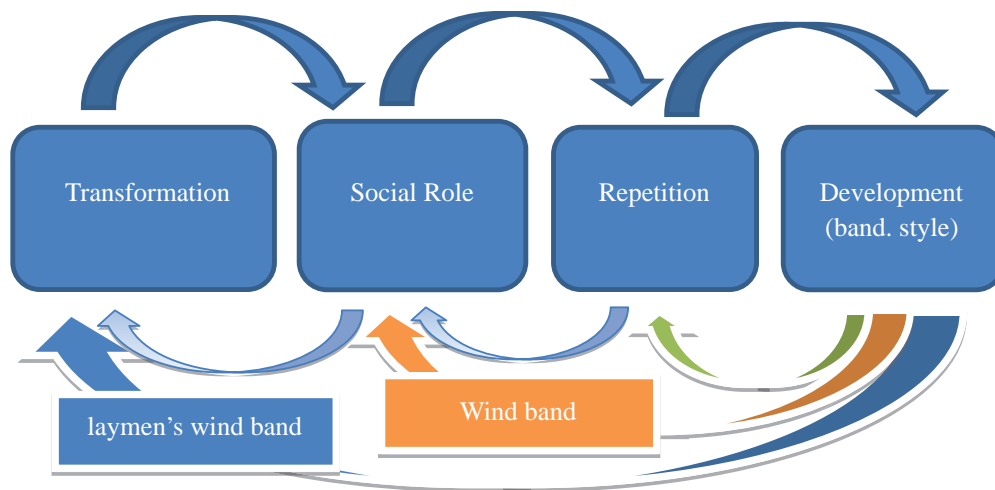 Transformation
Social Role
Repetition
Development
(band. style)
laymen’s wind band
Wind band